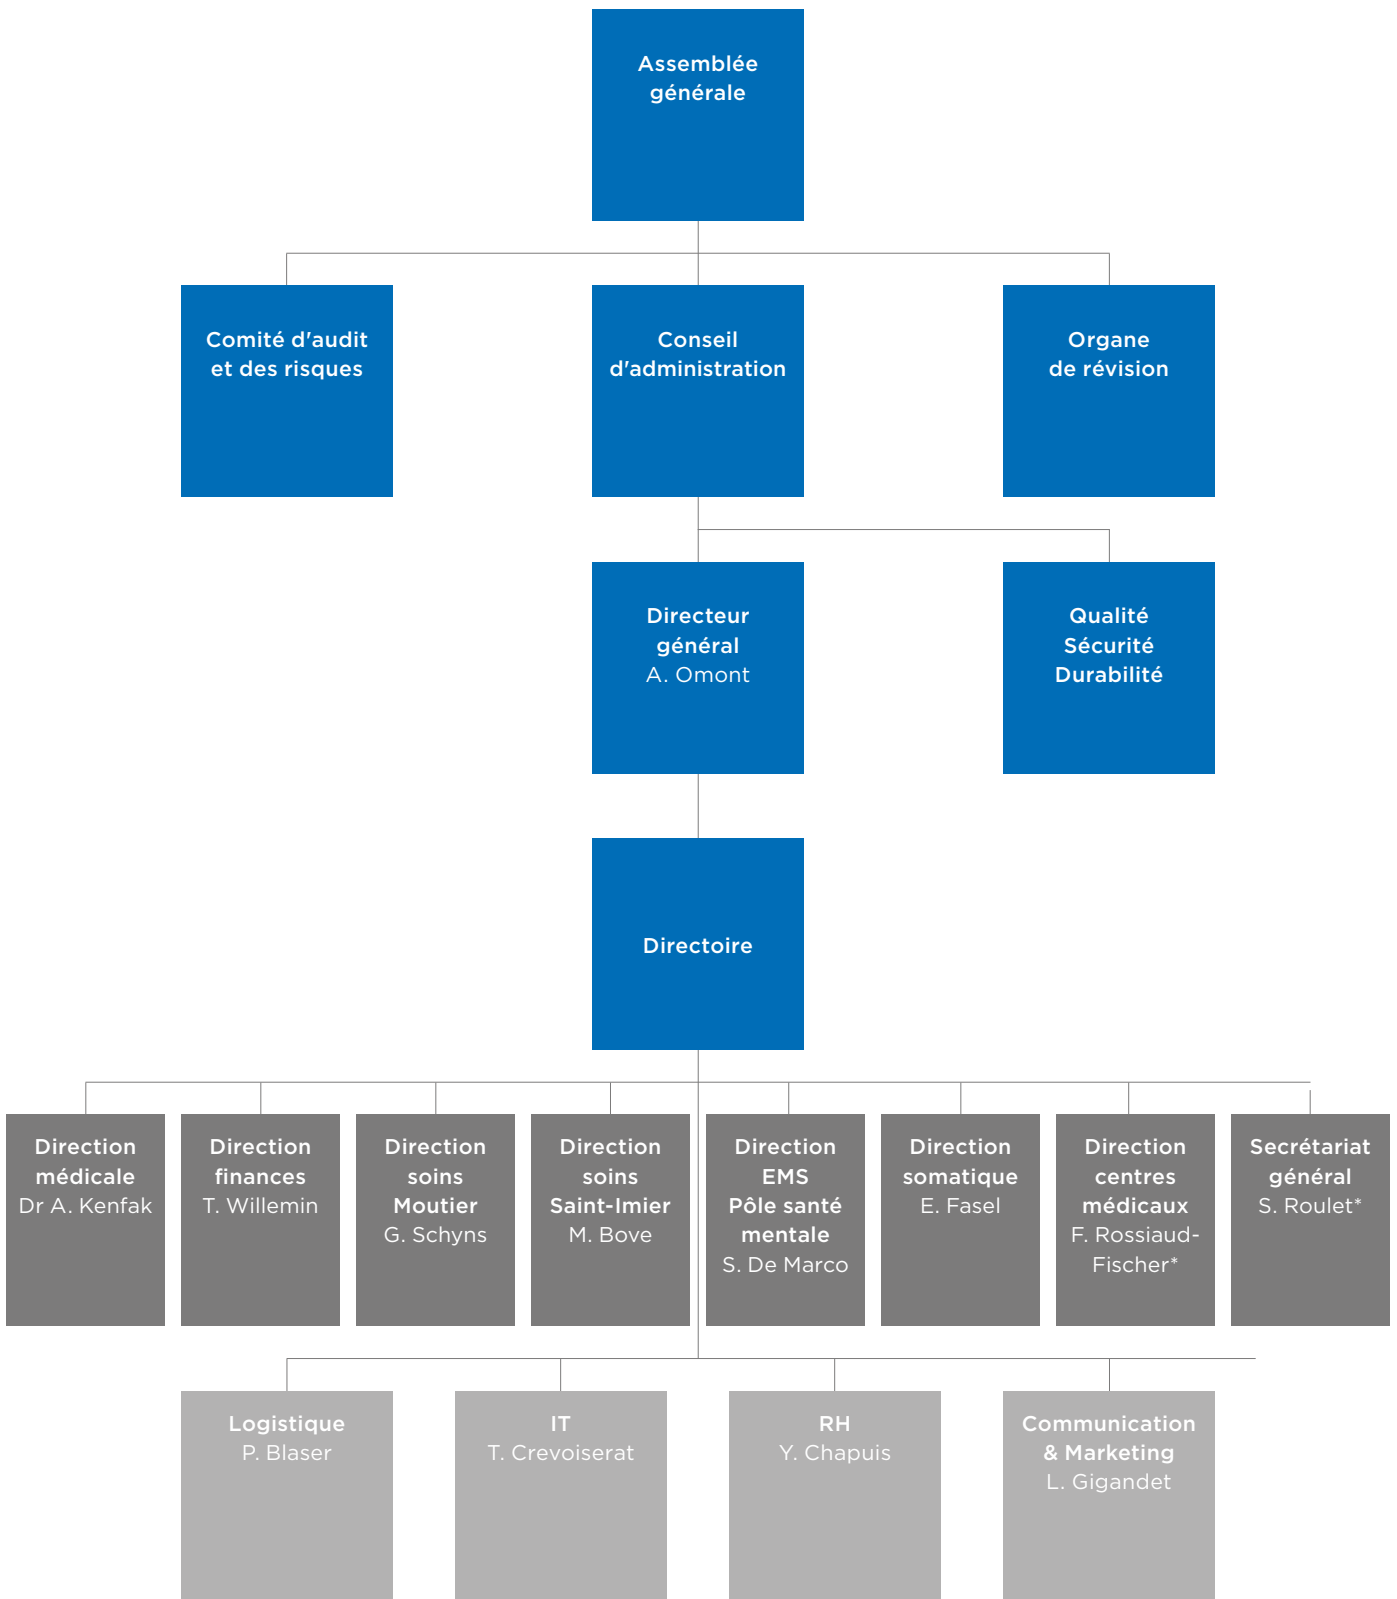 Assemblée
générale
Comité d'audit
et des risques
Conseil
d'administration
Organe
de révision
Directeur
général
A. Omont
Qualité
Sécurité
Durabilité
Directoire
Direction
médicale
Dr A. Kenfak
Direction
finances
T. Willemin
Direction
soins
Moutier
G. Schyns
Direction
soins
Saint-Imier
M. Bove
Direction
EMS
Pôle santé
mentale
S. De Marco
Direction
somatique
E. Fasel
Direction
centres
médicaux
F. Rossiaud-
Fischer*
Secrétariat
général
S. Roulet*
Logistique
P. Blaser
IT
T. Crevoiserat
RH
Y. Chapuis
Communication
& Marketing
L. Gigandet